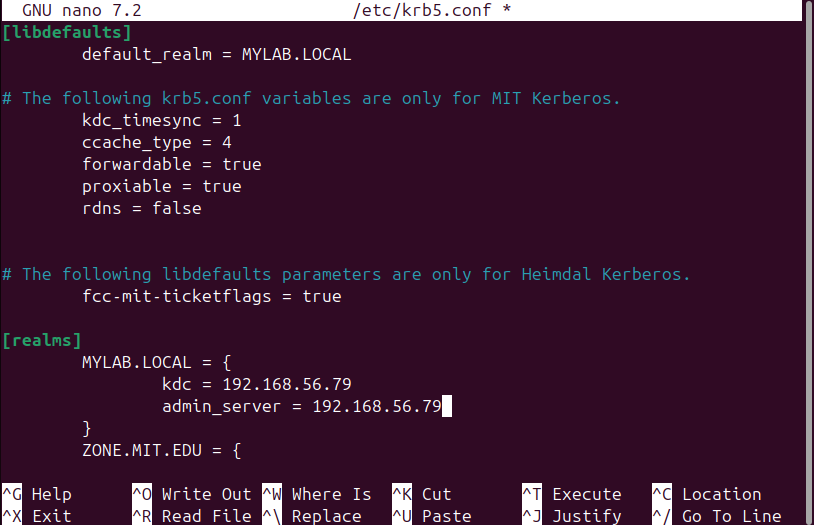 GNU nano 7.2 /etc/krb5.conf *
[libdefaults]
default_realm = MYLAB.LOCAL
# The following krb5.conf variables are only for MIT Kerberos.
kdc_timesync = 1
ccache_type = 4
forwardable = true
proxiable = true
rdns = false
# The following libdefaults parameters are only for Heimdal Kerberos.
fcc-mit-ticketflags = true
[realms]
MYLAB.LOCAL = {
kdc = 192.168.56.79
admin_server = 192.168.56.79
}
ZONE.MIT.EDU = {
^G Help ^O Write Out ^W Where Is ^K Cut ^T Execute ^C Location
^X Exit ^R Read File ^\ Replace ^U Paste ^J Justify ^/ Go To Line